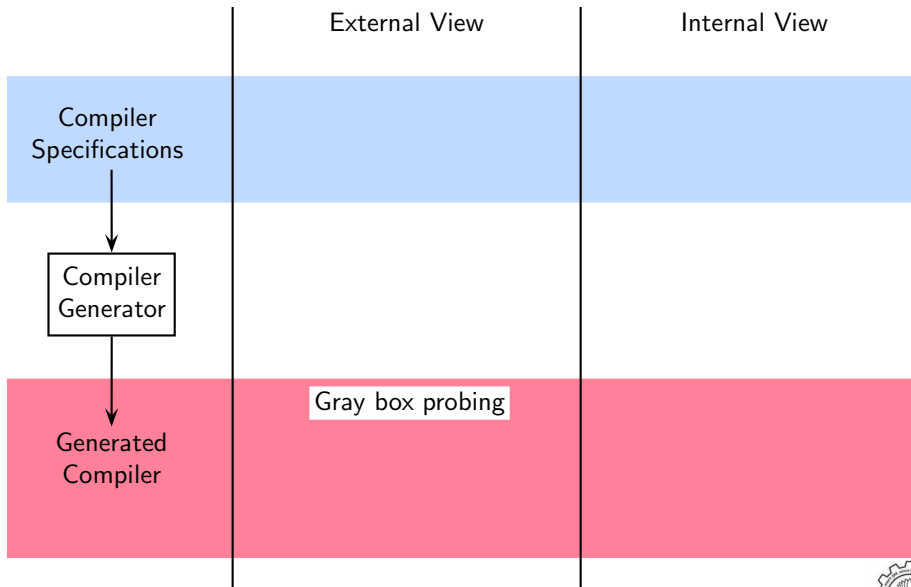 External View
Internal View
Compiler
Specifications
Compiler
Generator
Gray box probing
Generated
Compiler